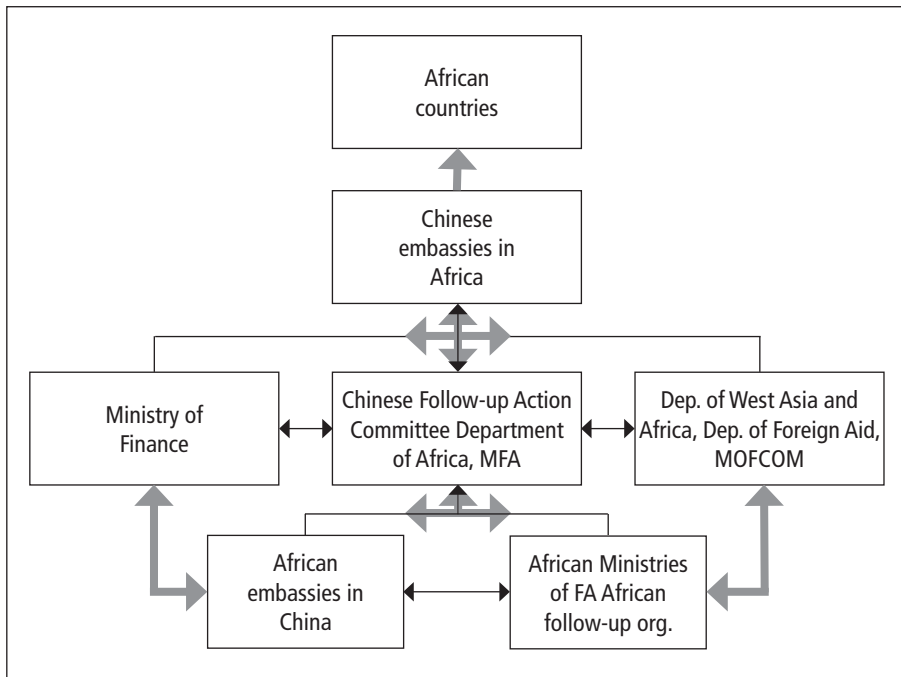 African
countries
Chinese
embassies in
Africa
Ministry of
Finance
Chinese Follow-up Action
Committee Department
of Africa, MFA
Dep. of West Asia and
Africa, Dep. of Foreign Aid,
MOFCOM
African
embassies in
China
African Ministries
of FA African
follow-up org.